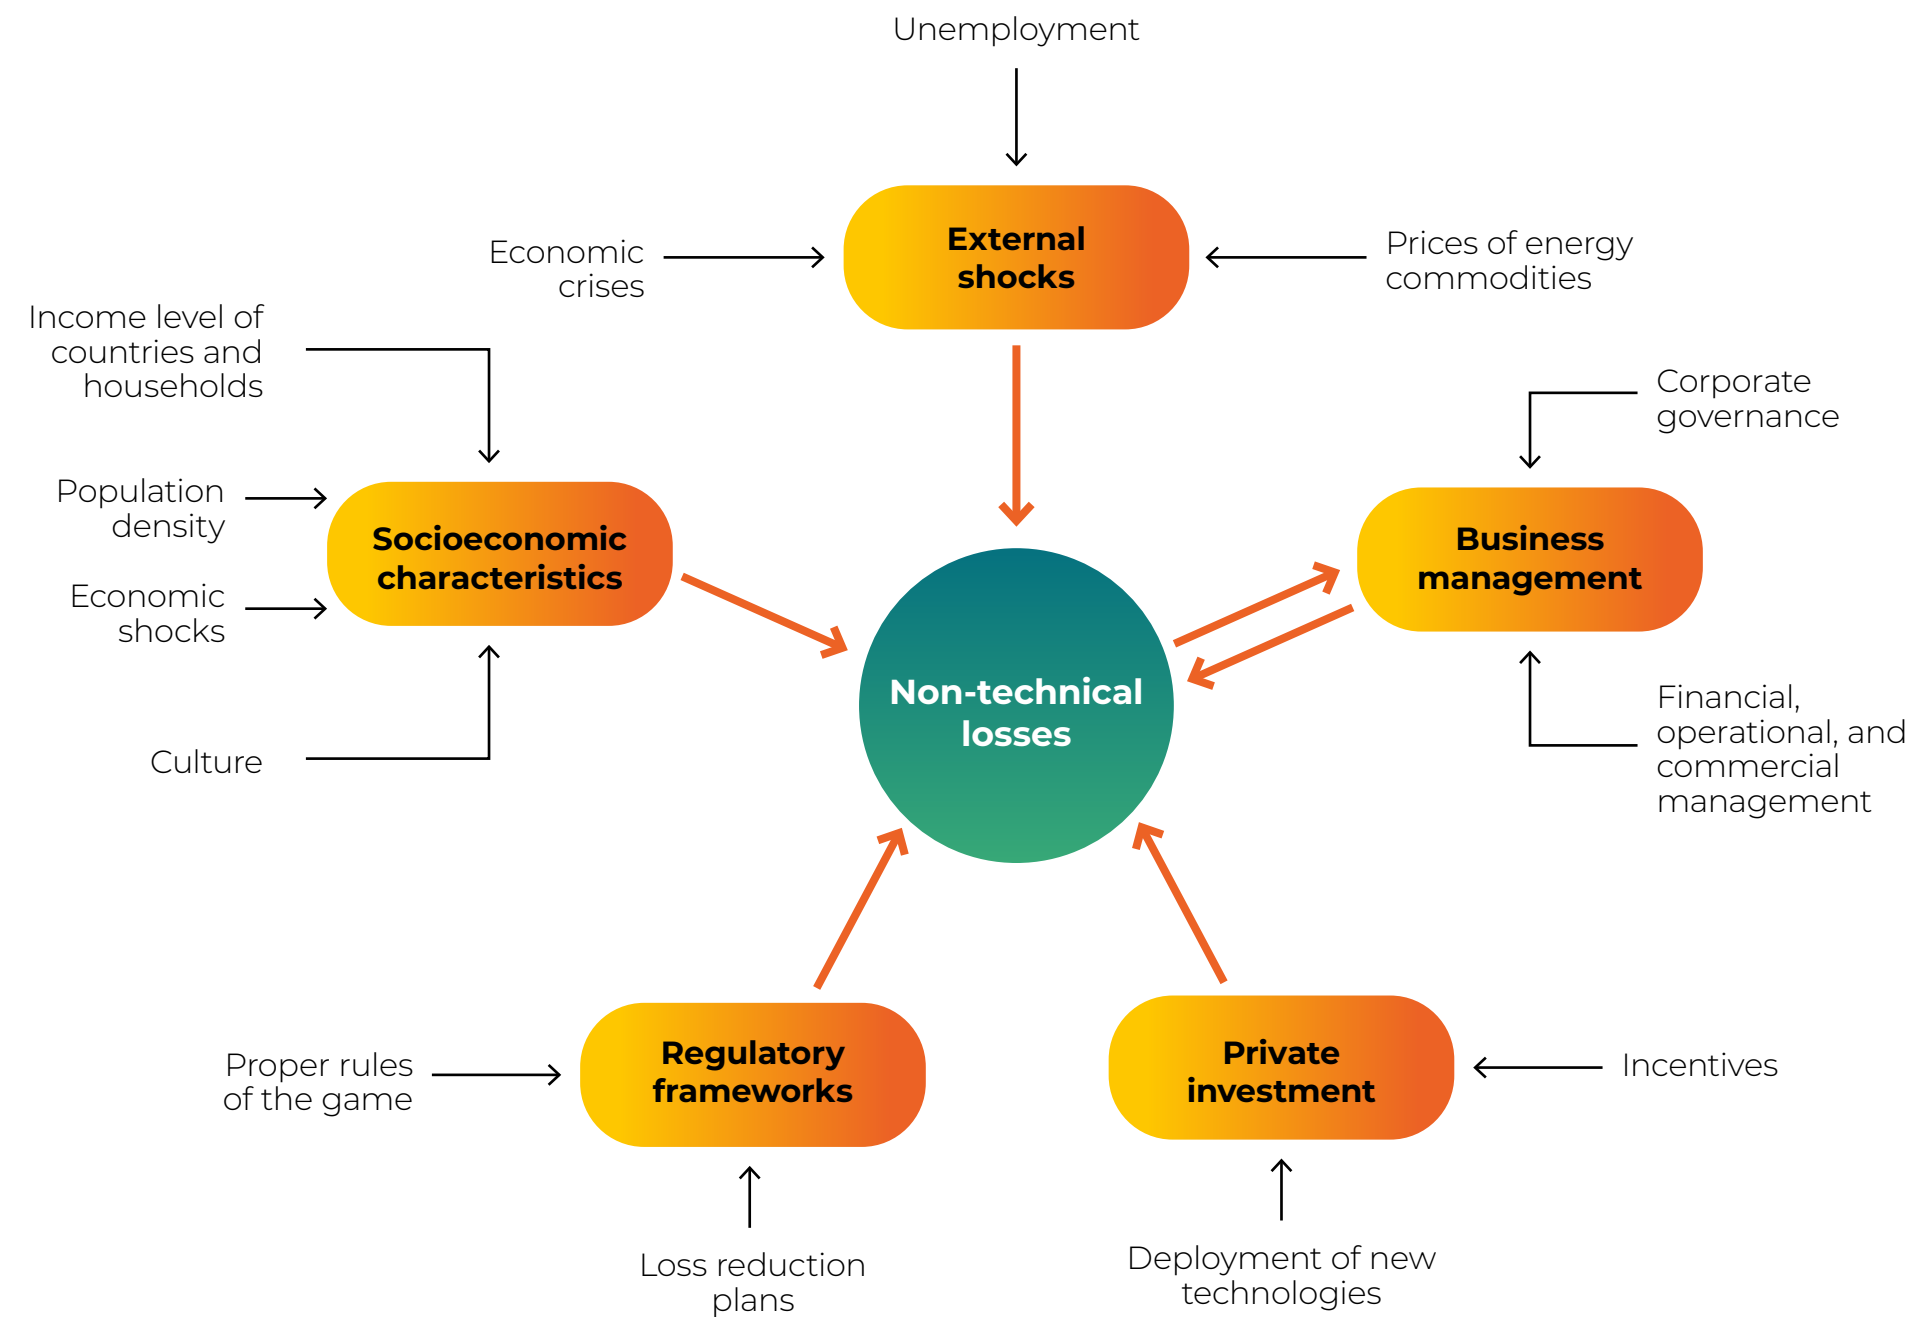 Unemployment
External
shocks
Economic
crises
Prices of energy
commodities
Income level of
countries and
households
Population
density
Economic
shocks
Culture
Socioeconomic
characteristics
Corporate
governance
Business
management
Financial,
operational, and
commercial
management
Non-technical
losses
Proper rules
of the game
Regulatory
frameworks
Loss reduction
plans
Private
investment
Incentives
Deployment of new
technologies